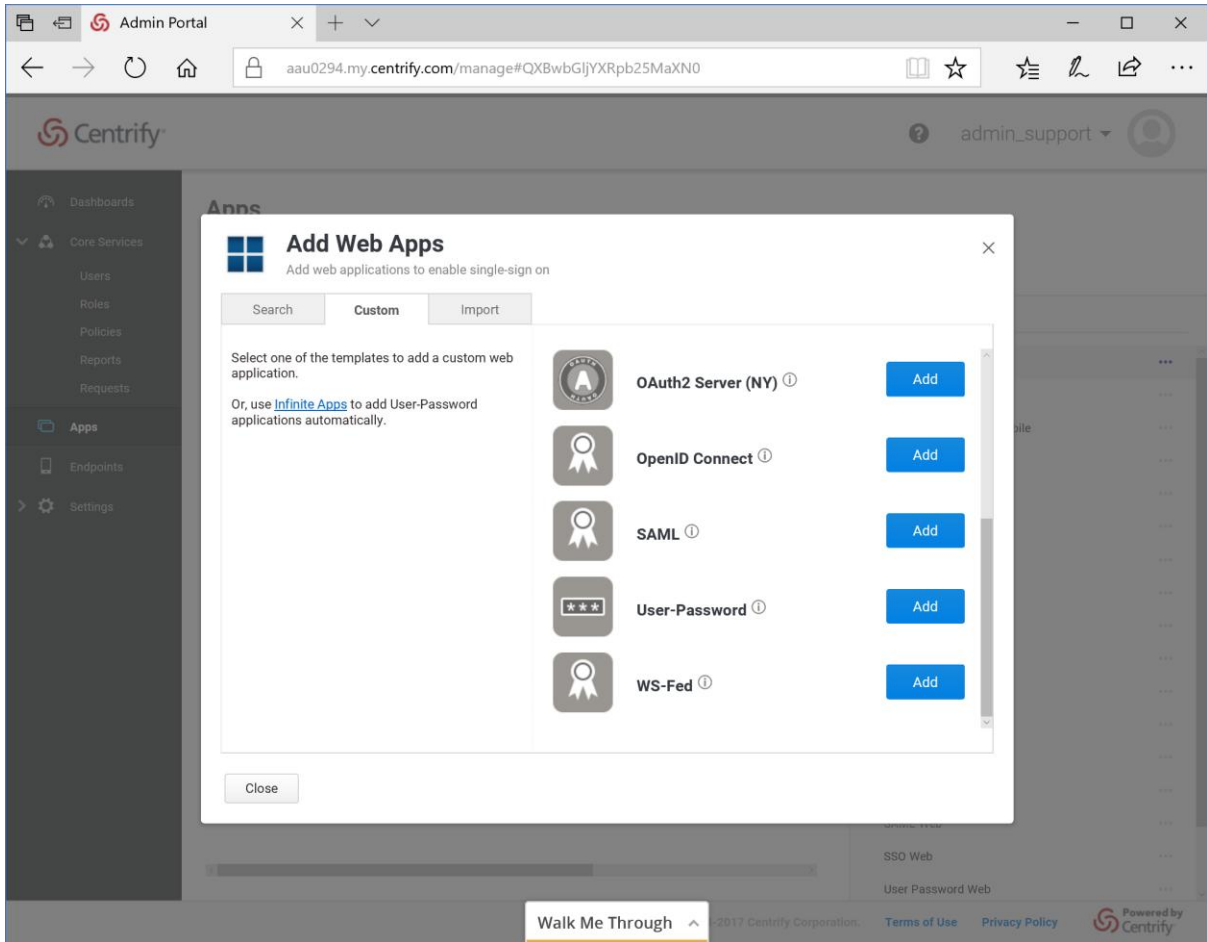 Admin Portal
aau0294.my.centrify.com/manage#QXBwbGljYXRpb25MaXN0
Centrify
admin_support
Dashboards
Apps
Core Services
Users
Roles
Policies
Reports
Requests
Apps
Endpoints
Settings
Add Web Apps
Add web applications to enable single-sign on
Search
Custom
Import
Select one of the templates to add a custom web
application.
Or, use Infinite Apps to add User-Password
applications automatically.
OAuth2 Server (NY)
Add
OpenID Connect
Add
SAML
Add
User-Password
Add
WS-Fed
Add
Close
SSO Web
User Password Web
Walk Me Through
-2017 Centrify Corporation.
Terms of Use
Privacy Policy
Powered by
Centrify